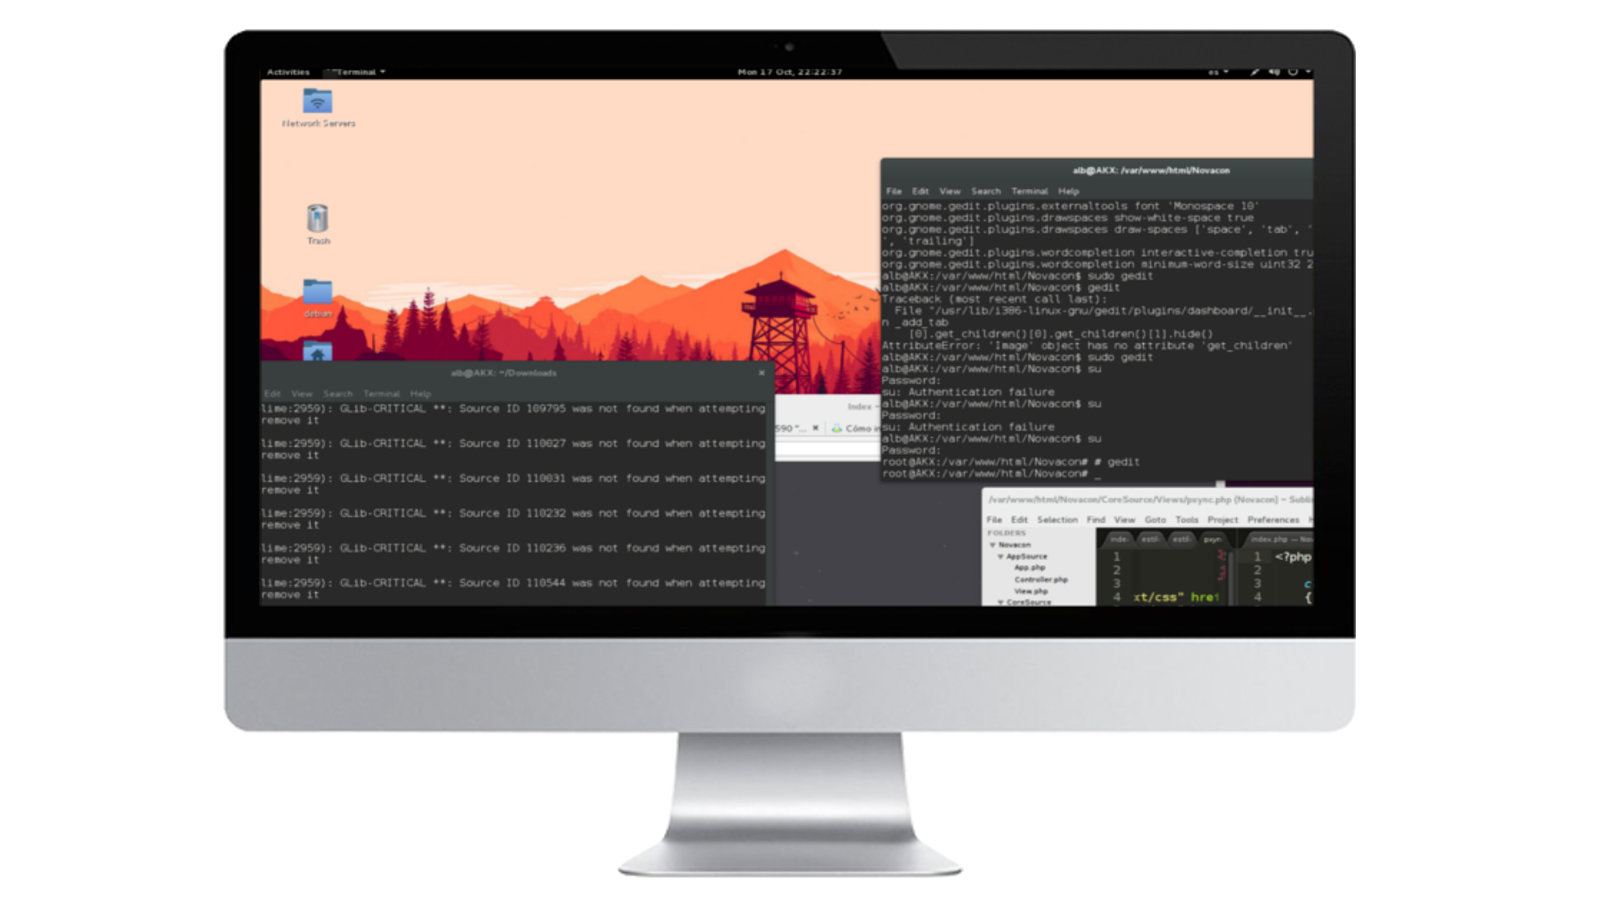 Activities
Terminal
Mon 17 Oct, 22:22:37
es
Network Servers
Trash
debian
alb@AKX: /var/www/html/Novacon
File Edit View Search Terminal Help
org.gnome.gedit.plugins.externaltools font 'Monospace 10'
org.gnome.gedit.plugins.drawspaces show-white-space true
org.gnome.gedit.plugins.drawspaces draw-spaces ['space', 'tab', '
', 'trailing']
org.gnome.gedit.plugins.wordcompletion interactive-completion tru
org.gnome.gedit.plugins.wordcompletion minimum-word-size uint32 2
alb@AKX:/var/www/html/Novacon$ sudo gedit
alb@AKX:/var/www/html/Novacon$ gedit
Traceback (most recent call last):
File "/usr/lib/i386-linux-gnu/gedit/plugins/dashboard/__init__.
n _add_tab
[0].get_children()[0].get_children()[1].hide()
AttributeError: 'Image' object has no attribute 'get_children'
alb@AKX:/var/www/html/Novacon$ sudo gedit
alb@AKX:/var/www/html/Novacon$ su
Password:
su: Authentication failure
alb@AKX:/var/www/html/Novacon$ su
Password:
su: Authentication failure
alb@AKX:/var/www/html/Novacon$ su
Password:
root@AKX:/var/www/html/Novacon# # gedit
root@AKX:/var/www/html/Novacon# _
alb@AKX: ~/Downloads
Edit View Search Terminal Help
lime:2959): GLib-CRITICAL **: Source ID 109795 was not found when attempting
remove it
lime:2959): GLib-CRITICAL **: Source ID 110027 was not found when attempting
remove it
lime:2959): GLib-CRITICAL **: Source ID 110031 was not found when attempting
remove it
lime:2959): GLib-CRITICAL **: Source ID 110232 was not found when attempting
remove it
lime:2959): GLib-CRITICAL **: Source ID 110236 was not found when attempting
remove it
lime:2959): GLib-CRITICAL **: Source ID 110544 was not found when attempting
remove it
Index –
590 "... × Cómo in
/var/www/html/Novacon/CoreSource/Views/psync.php (Novacon) – Subli
File Edit Selection Find View Goto Tools Project Preferences H
FOLDERS
Novacon
AppSource
App.php
Controller.php
View.php
CoreSource
inde estil estil psyn
index.php — Nov
1
2
3
4 xt/css" href
1 <?php
2
3 c
4 {